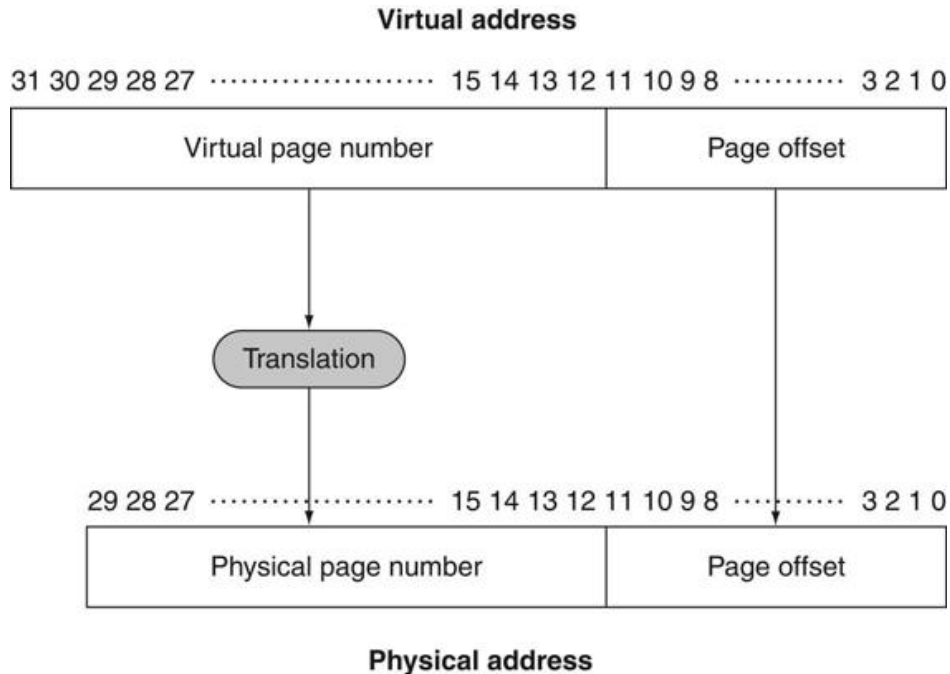 Virtual address
31 30 29 28 27 ······················ 15 14 13 12 11 10 9 8 ··········· 3 2 1 0
Virtual page number Page offset
Translation
29 28 27 ······················ 15 14 13 12 11 10 9 8 ··········· 3 2 1 0
Physical page number Page offset
Physical address